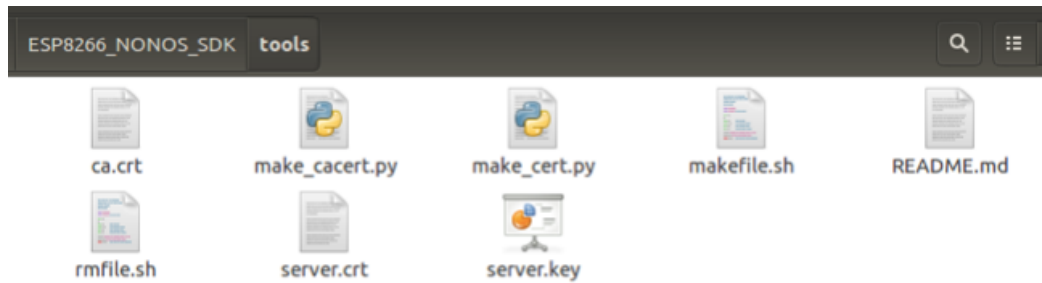 ESP8266_NONOS_SDK tools
ca.crt make_cacert.py make_cert.py makefile.sh README.md
rmfile.sh server.crt server.key